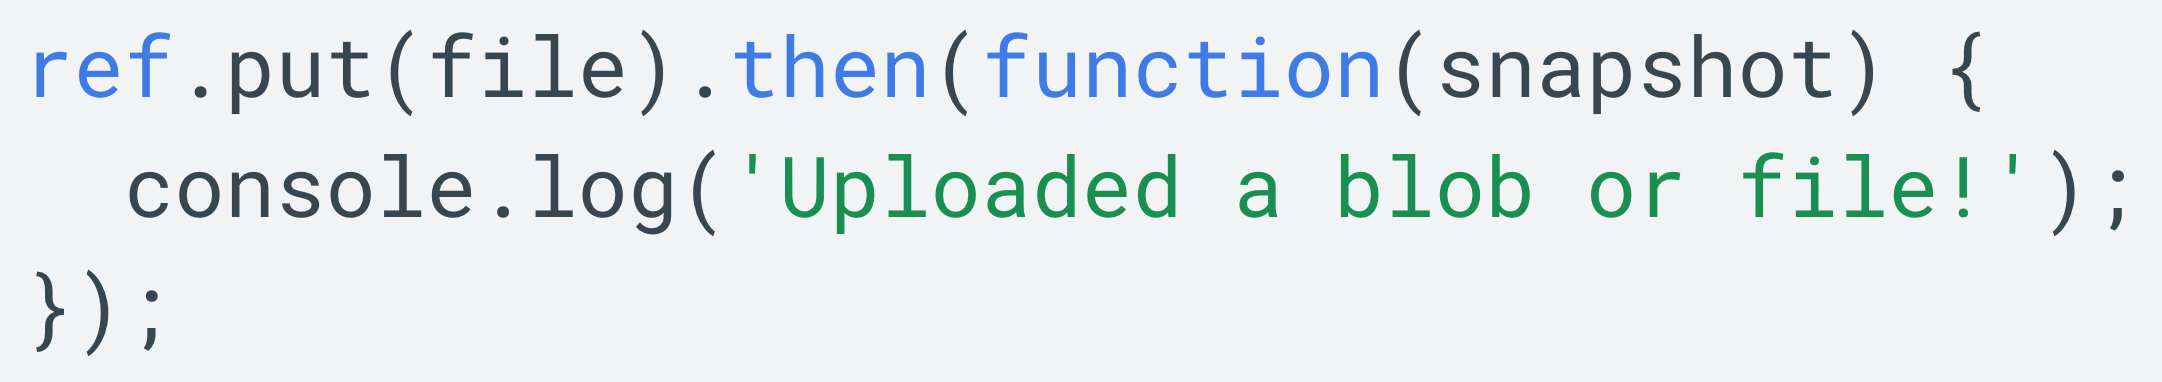 ref.put(file).then(function(snapshot) {
  console.log('Uploaded a blob or file!');
});